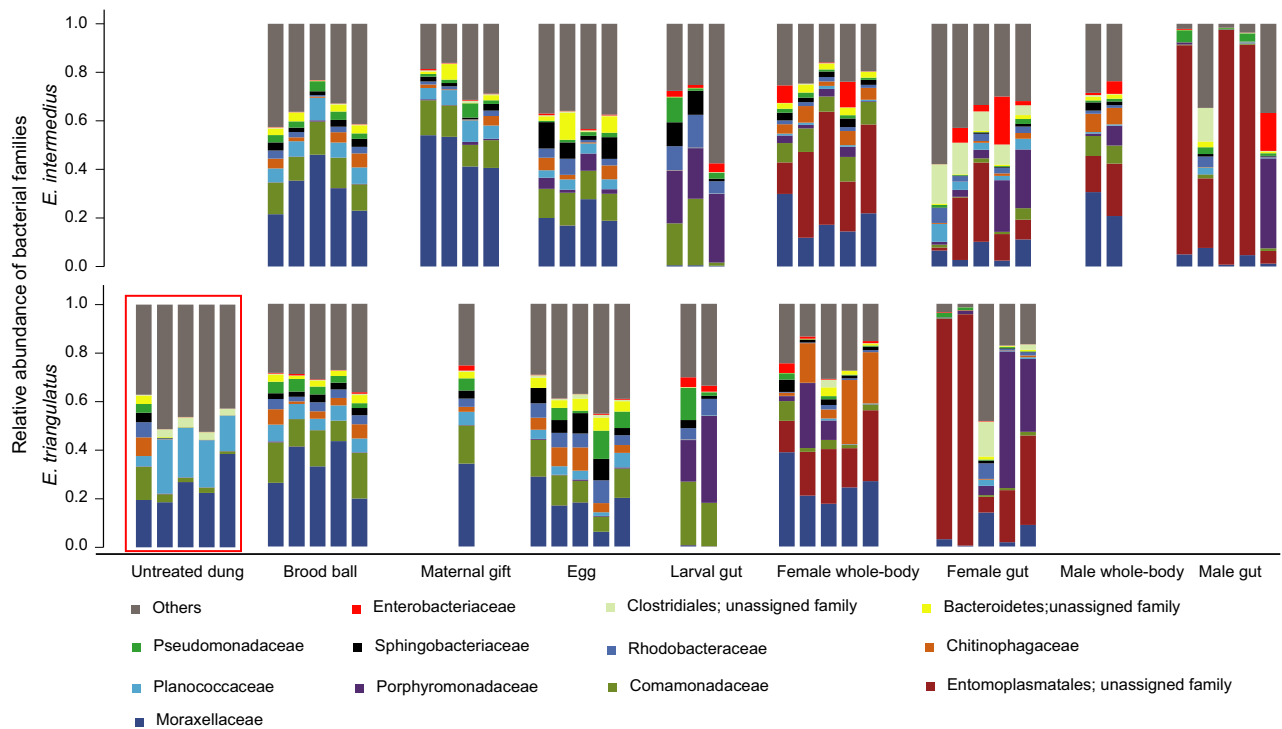 Relative abundance of bacterial families
E. intermedius
1.0
0.8
0.6
0.4
0.2
0.0
E. triangulatus
1.0
0.8
0.6
0.4
0.2
0.0
Untreated dung Brood ball Maternal gift Egg Larval gut Female whole-body Female gut Male whole-body Male gut
Others Enterobacteriaceae Clostridiales; unassigned family Bacteroidetes;unassigned family
Pseudomonadaceae Sphingobacteriaceae Rhodobacteraceae Chitinophagaceae
Planococcaceae Porphyromonadaceae Comamonadaceae Entomoplasmatales; unassigned family
Moraxellaceae